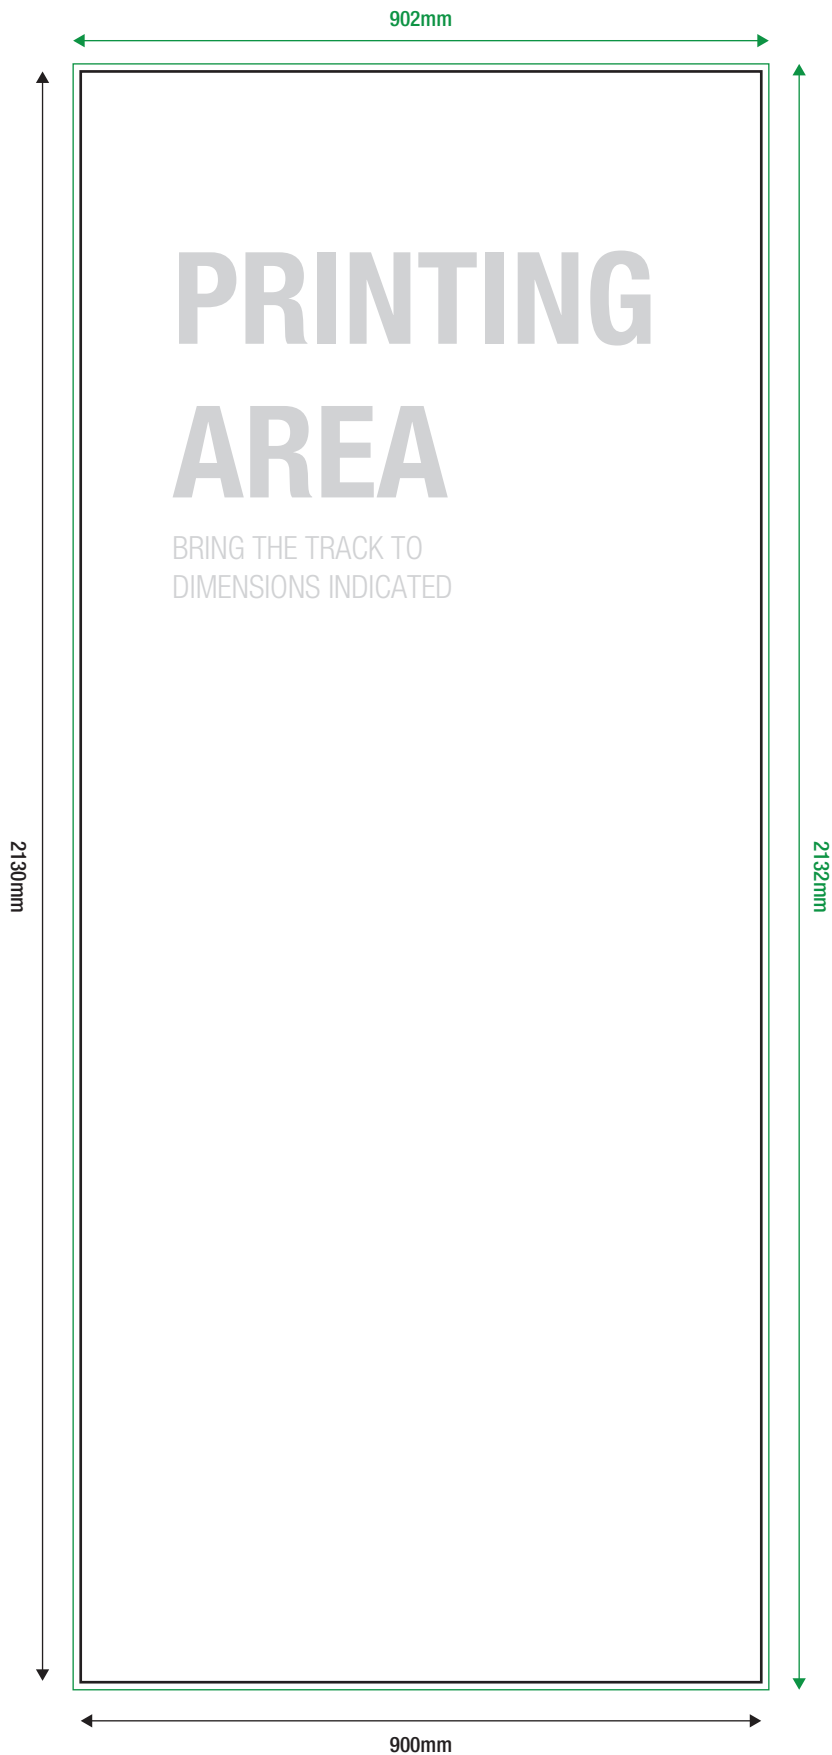 902mm
PRINTING
AREA
BRING THE TRACK TO
DIMENSIONS INDICATED
2130mm
2132mm
900mm